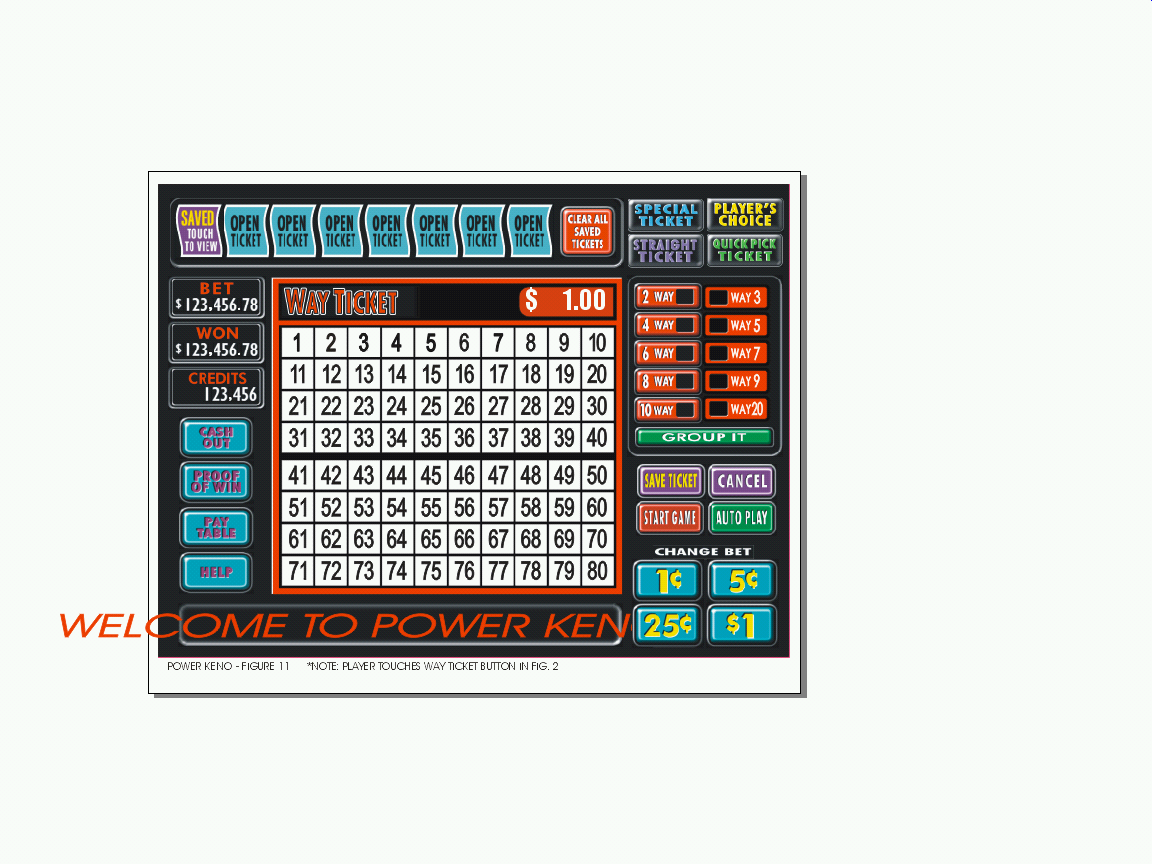 SAVED TOUCH TO VIEW
OPEN TICKET
OPEN TICKET
OPEN TICKET
OPEN TICKET
OPEN TICKET
OPEN TICKET
OPEN TICKET
CLEAR ALL SAVED TICKETS
SPECIAL TICKET
PLAYER'S CHOICE
STRAIGHT TICKET
QUICK PICK TICKET
BET
$123,456.78
WON
$123,456.78
CREDITS
123,456
CASH OUT
PROOF OF WIN
PAY TABLE
HELP
WAY TICKET $ 1.00
1 2 3 4 5 6 7 8 9 10
11 12 13 14 15 16 17 18 19 20
21 22 23 24 25 26 27 28 29 30
31 32 33 34 35 36 37 38 39 40
41 42 43 44 45 46 47 48 49 50
51 52 53 54 55 56 57 58 59 60
61 62 63 64 65 66 67 68 69 70
71 72 73 74 75 76 77 78 79 80
2 WAY WAY 3
4 WAY WAY 5
6 WAY WAY 7
8 WAY WAY 9
10 WAY WAY 20
GROUP IT
SAVE TICKET CANCEL
START GAME AUTO PLAY
CHANGE BET
1¢ 5¢
25¢ $1
WELCOME TO POWER KEN
POWER KENO - FIGURE 11 *NOTE: PLAYER TOUCHES WAY TICKET BUTTON IN FIG. 2